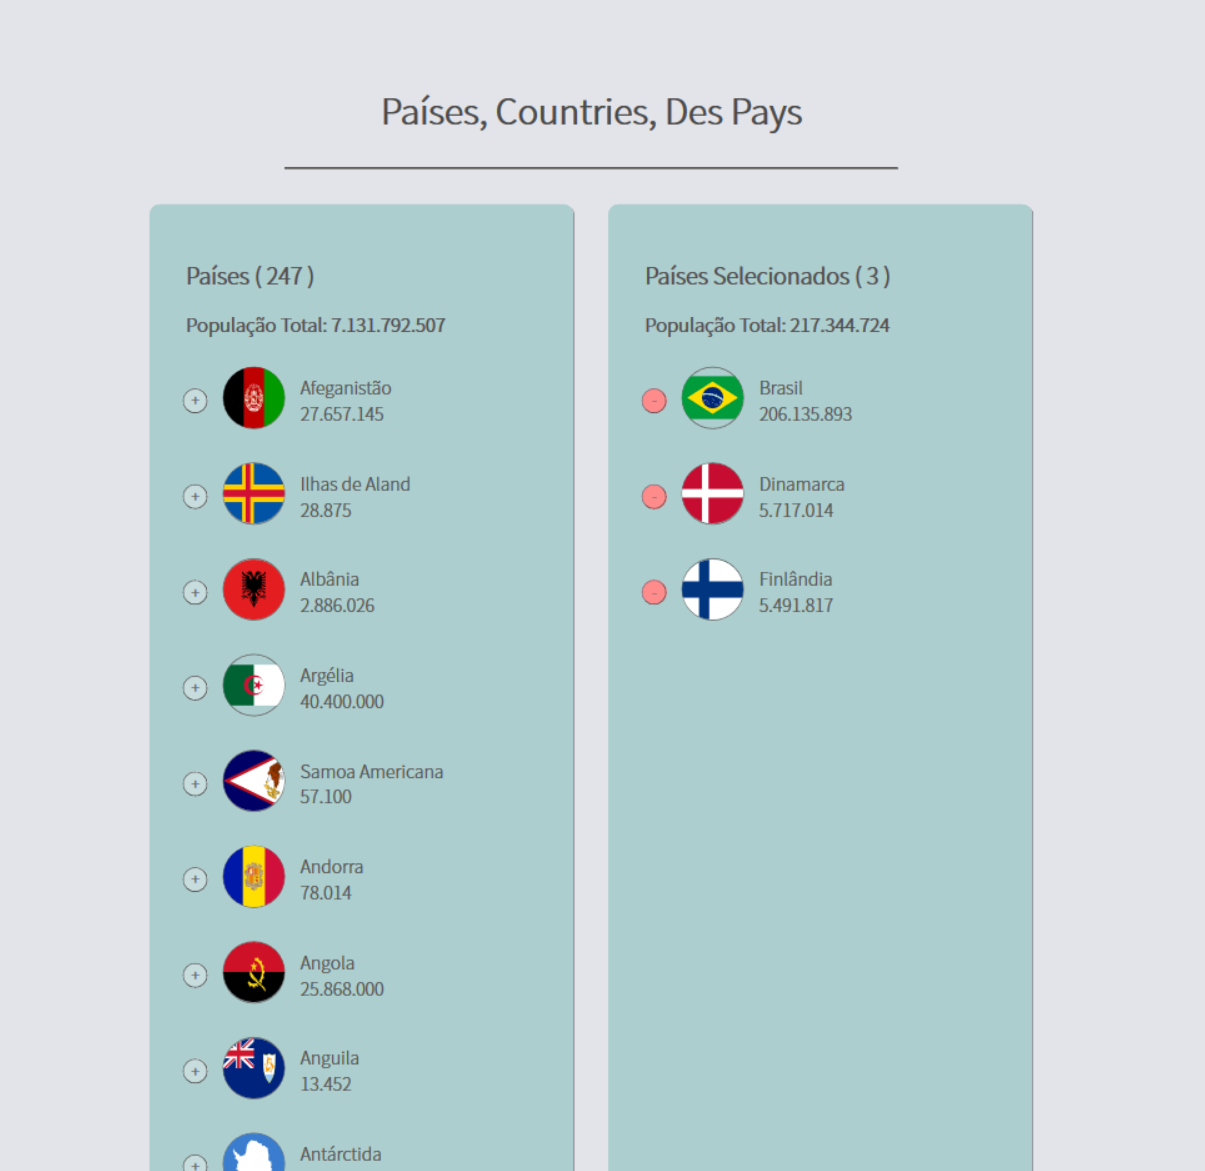 Países, Countries, Des Pays
Países ( 247 )
População Total: 7.131.792.507
+
Afeganistão
27.657.145
+
Ilhas de Aland
28.875
+
Albânia
2.886.026
+
Argélia
40.400.000
+
Samoa Americana
57.100
+
Andorra
78.014
+
Angola
25.868.000
+
Anguila
13.452
+
Antárctida
Países Selecionados ( 3 )
População Total: 217.344.724
-
Brasil
206.135.893
-
Dinamarca
5.717.014
-
Finlândia
5.491.817